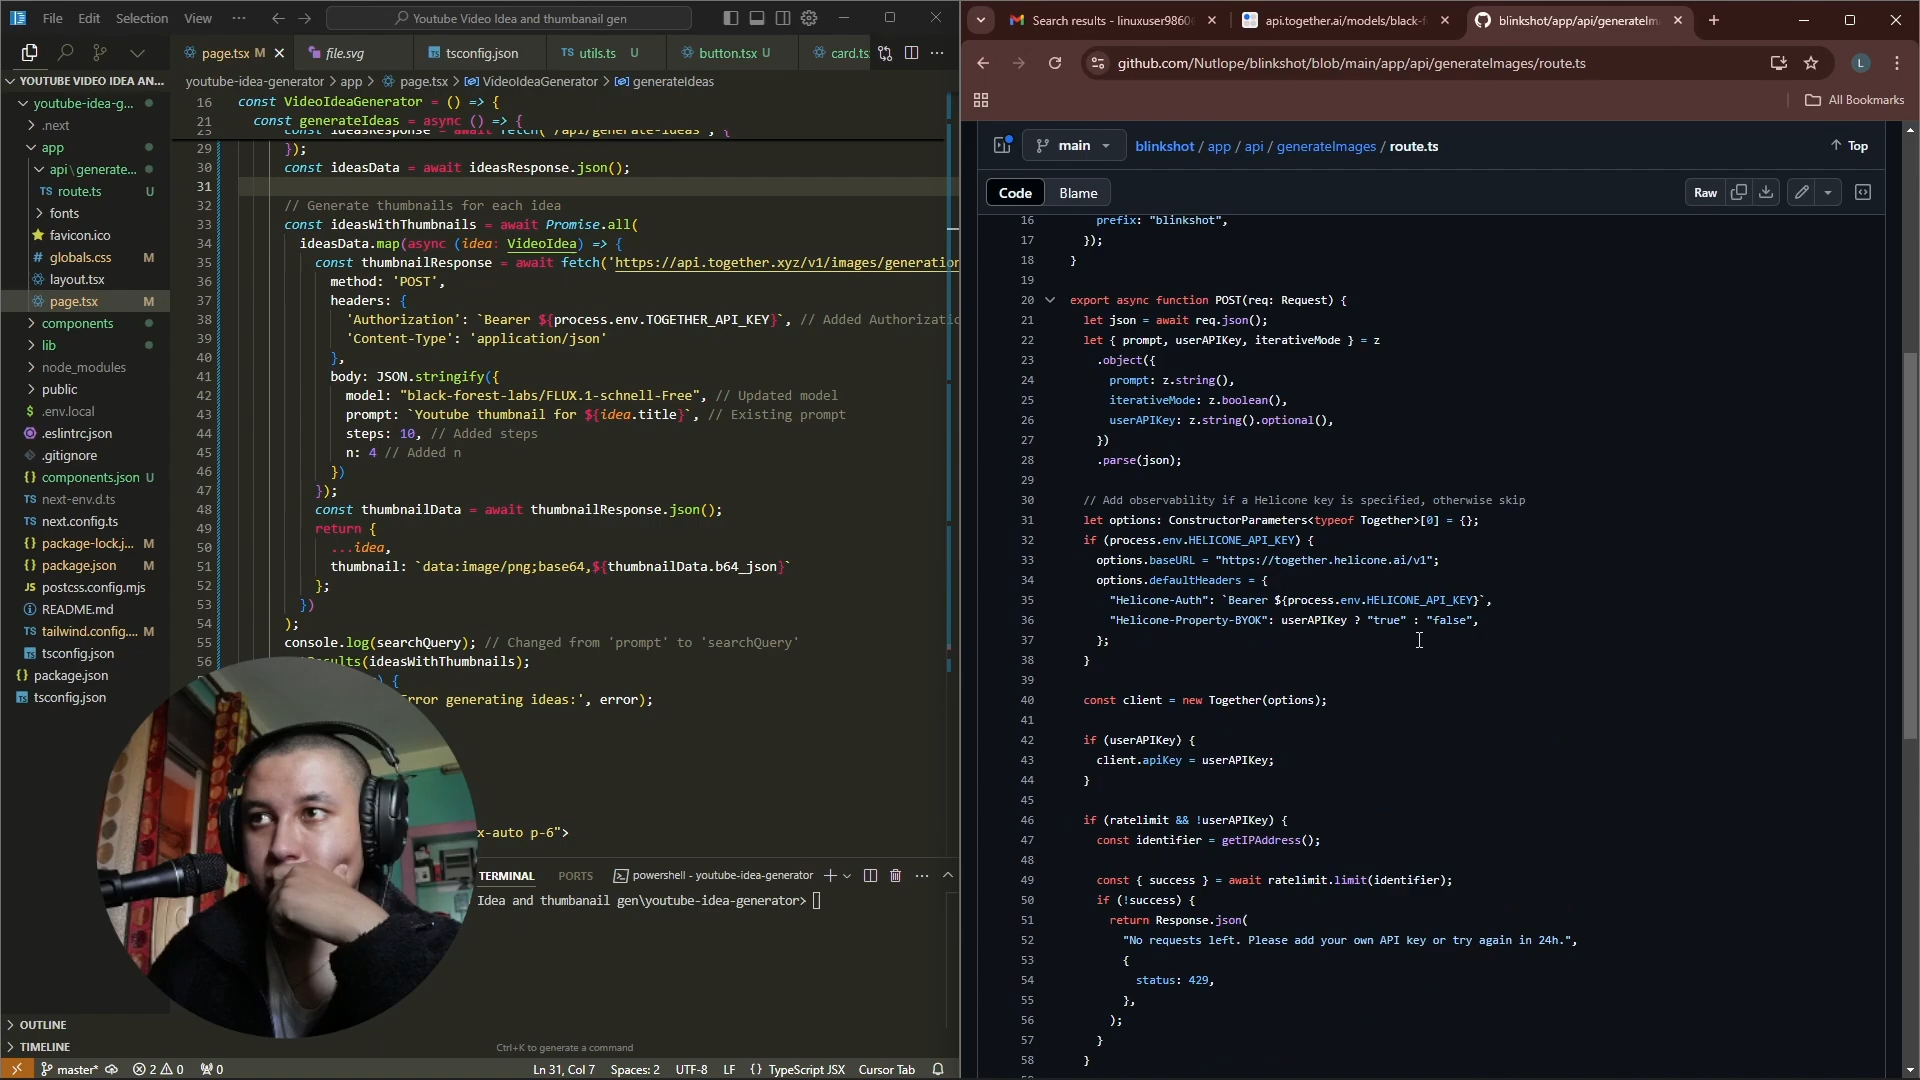 File Edit Selection View ··· Youtube Video Idea and thumbanail gen
page.tsx M file.svg tsconfig.json TS utils.ts U button.tsx U card.ts
YOUTUBE VIDEO IDEA AN...
youtube-idea-g...
.next
app
api\generate...
TS route.ts U
fonts
favicon.ico
# globals.css M
layout.tsx
page.tsx M
components
lib
node_modules
public
$ .env.local
.eslintrc.json
.gitignore
components.json U
TS next-env.d.ts
TS next.config.ts
package-lock.j... M
package.json M
JS postcss.config.mjs
README.md
TS tailwind.config.... M
tsconfig.json
package.json
tsconfig.json
OUTLINE
TIMELINE
youtube-idea-generator > app > page.tsx > VideoIdeaGenerator > generateIdeas
16 const VideoIdeaGenerator = () => {
21 const generateIdeas = async () => {
23 const ideasResponse = await fetch('/api/generate-ideas', {
29 });
30 const ideasData = await ideasResponse.json();
31
32 // Generate thumbnails for each idea
33 const ideasWithThumbnails = await Promise.all(
34 ideasData.map(async (idea: VideoIdea) => {
35 const thumbnailResponse = await fetch('https://api.together.xyz/v1/images/generation
36 method: 'POST',
37 headers: {
38 'Authorization': `Bearer ${process.env.TOGETHER_API_KEY}`, // Added Authorizatio
39 'Content-Type': 'application/json'
40 },
41 body: JSON.stringify({
42 model: "black-forest-labs/FLUX.1-schnell-Free", // Updated model
43 prompt: `Youtube thumbnail for ${idea.title}`, // Existing prompt
44 steps: 10, // Added steps
45 n: 4 // Added n
46 })
47 });
48 const thumbnailData = await thumbnailResponse.json();
49 return {
50 ...idea,
51 thumbnail: `data:image/png;base64,${thumbnailData.b64_json}`
52 };
53 })
54 );
55 console.log(searchQuery); // Changed from 'prompt' to 'searchQuery'
56 Results(ideasWithThumbnails);
) {
rror generating ideas:', error);
x-auto p-6">
TERMINAL PORTS powershell - youtube-idea-generator
Idea and thumbanail gen\youtube-idea-generator>
Ctrl+K to generate a command
master* 2 0 0 Ln 31, Col 7 Spaces: 2 UTF-8 LF {} TypeScript JSX Cursor Tab
Search results - linuxuser9860 api.together.ai/models/black-f blinkshot/app/api/generateIm
github.com/Nutlope/blinkshot/blob/main/app/api/generateImages/route.ts L
All Bookmarks
main blinkshot / app / api / generateImages / route.ts Top
Code Blame Raw
16 prefix: "blinkshot",
17 });
18 }
19
20 export async function POST(req: Request) {
21 let json = await req.json();
22 let { prompt, userAPIKey, iterativeMode } = z
23 .object({
24 prompt: z.string(),
25 iterativeMode: z.boolean(),
26 userAPIKey: z.string().optional(),
27 })
28 .parse(json);
29
30 // Add observability if a Helicone key is specified, otherwise skip
31 let options: ConstructorParameters<typeof Together>[0] = {};
32 if (process.env.HELICONE_API_KEY) {
33 options.baseURL = "https://together.helicone.ai/v1";
34 options.defaultHeaders = {
35 "Helicone-Auth": `Bearer ${process.env.HELICONE_API_KEY}`,
36 "Helicone-Property-BYOK": userAPIKey ? "true" : "false",
37 };
38 }
39
40 const client = new Together(options);
41
42 if (userAPIKey) {
43 client.apiKey = userAPIKey;
44 }
45
46 if (ratelimit && !userAPIKey) {
47 const identifier = getIPAddress();
48
49 const { success } = await ratelimit.limit(identifier);
50 if (!success) {
51 return Response.json(
52 "No requests left. Please add your own API key or try again in 24h.",
53 {
54 status: 429,
55 },
56 );
57 }
58 }